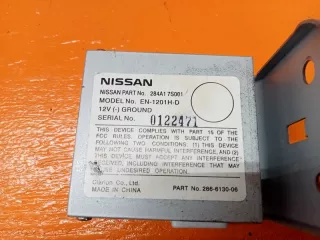 NISSAN
NISSAN PART No. 284A1 7S001
MODEL No. EN-1201H-D
12V (-) GROUND
SERIAL No. 0122471
THIS DEVICE COMPLIES WITH PART 15 OF THE
FCC RULES. OPERATION IS SUBJECT TO THE
FOLLOWING TWO CONDITIONS. (1) THIS DEVICE
MAY NOT CAUSE HARMFUL INTERFERENCE, AND (2)
THIS DEVICE MUST ACCEPT ANY INTERFERENCE
RECEIVED, INCLUDING INTERFERENCE THAT MAY
CAUSE UNDESIRED OPERATION.
Clarion Co., Ltd.
MADE IN CHINA
PART No. 266-6130-06